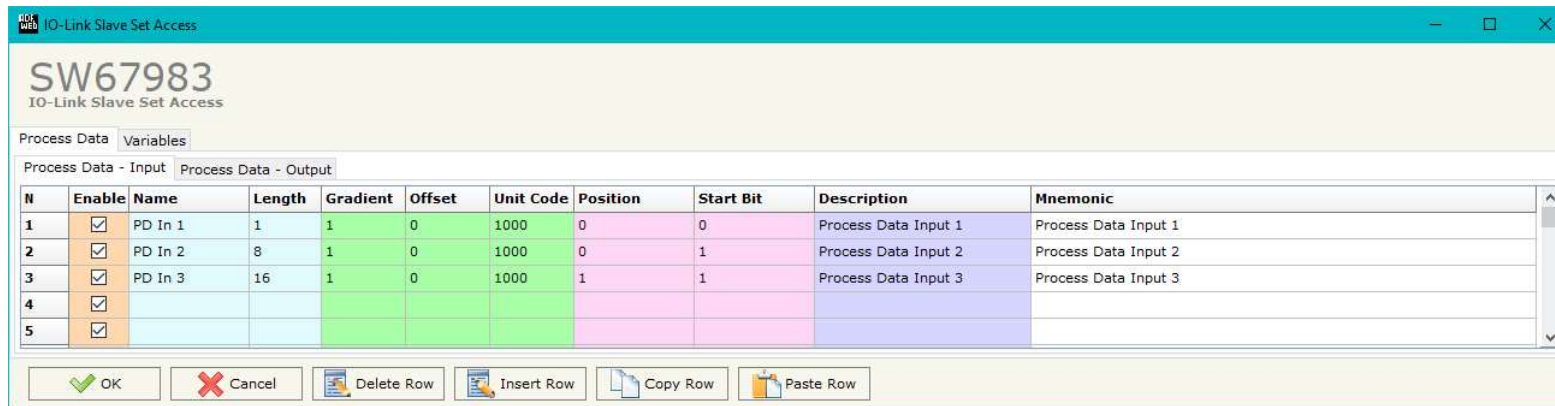 ADF WEB IO-Link Slave Set Access
SW67983
IO-Link Slave Set Access
Process Data Variables
Process Data - Input Process Data - Output
N Enable Name Length Gradient Offset Unit Code Position Start Bit Description Mnemonic
1 PD In 1 1 1 0 1000 0 0 Process Data Input 1 Process Data Input 1
2 PD In 2 8 1 0 1000 0 1 Process Data Input 2 Process Data Input 2
3 PD In 3 16 1 0 1000 1 1 Process Data Input 3 Process Data Input 3
4
5
OK Cancel Delete Row Insert Row Copy Row Paste Row